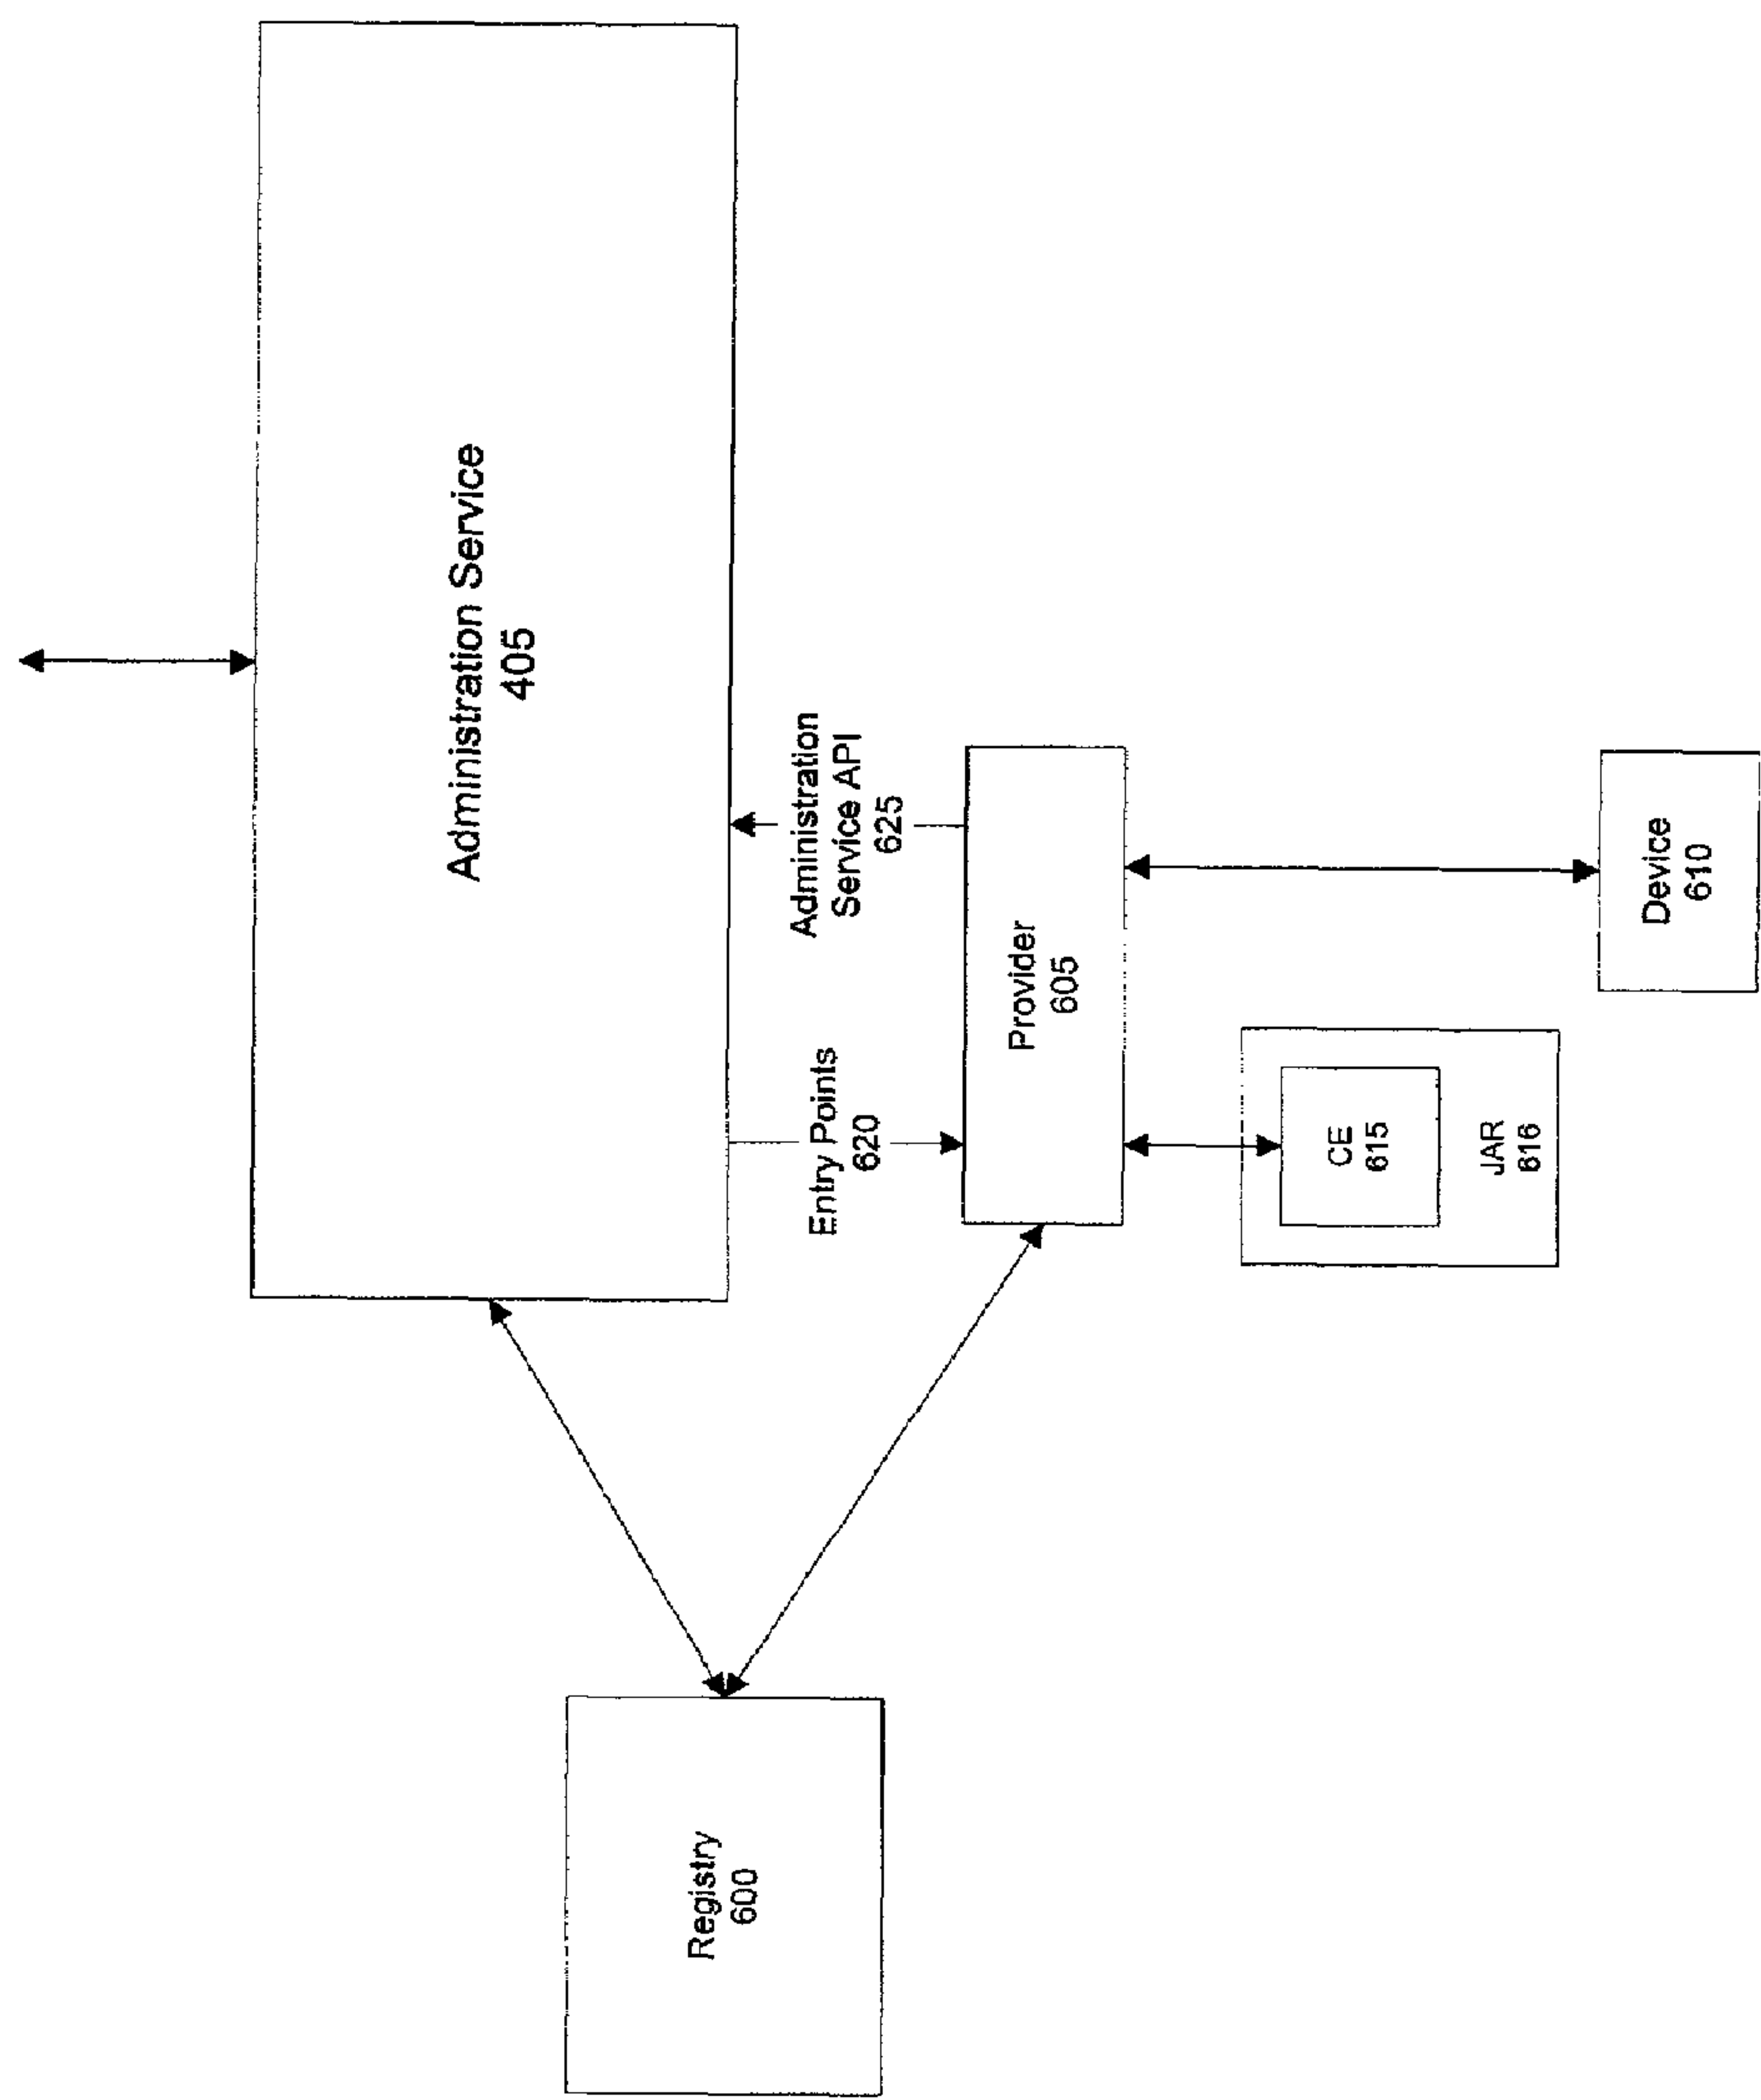 Administration Service
405
Administration
Service API
625
Entry Points
620
Provider
605
Registry
600
CE
615
JAR
616
Device
610